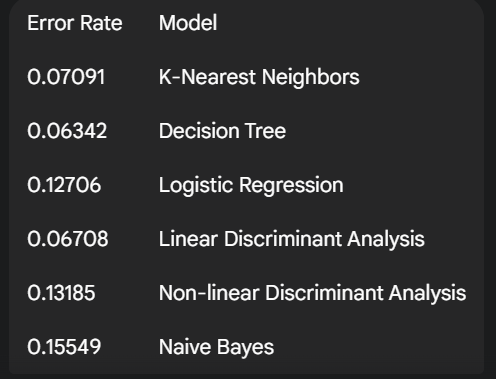 Error Rate Model
0.07091 K-Nearest Neighbors
0.06342 Decision Tree
0.12706 Logistic Regression
0.06708 Linear Discriminant Analysis
0.13185 Non-linear Discriminant Analysis
0.15549 Naive Bayes